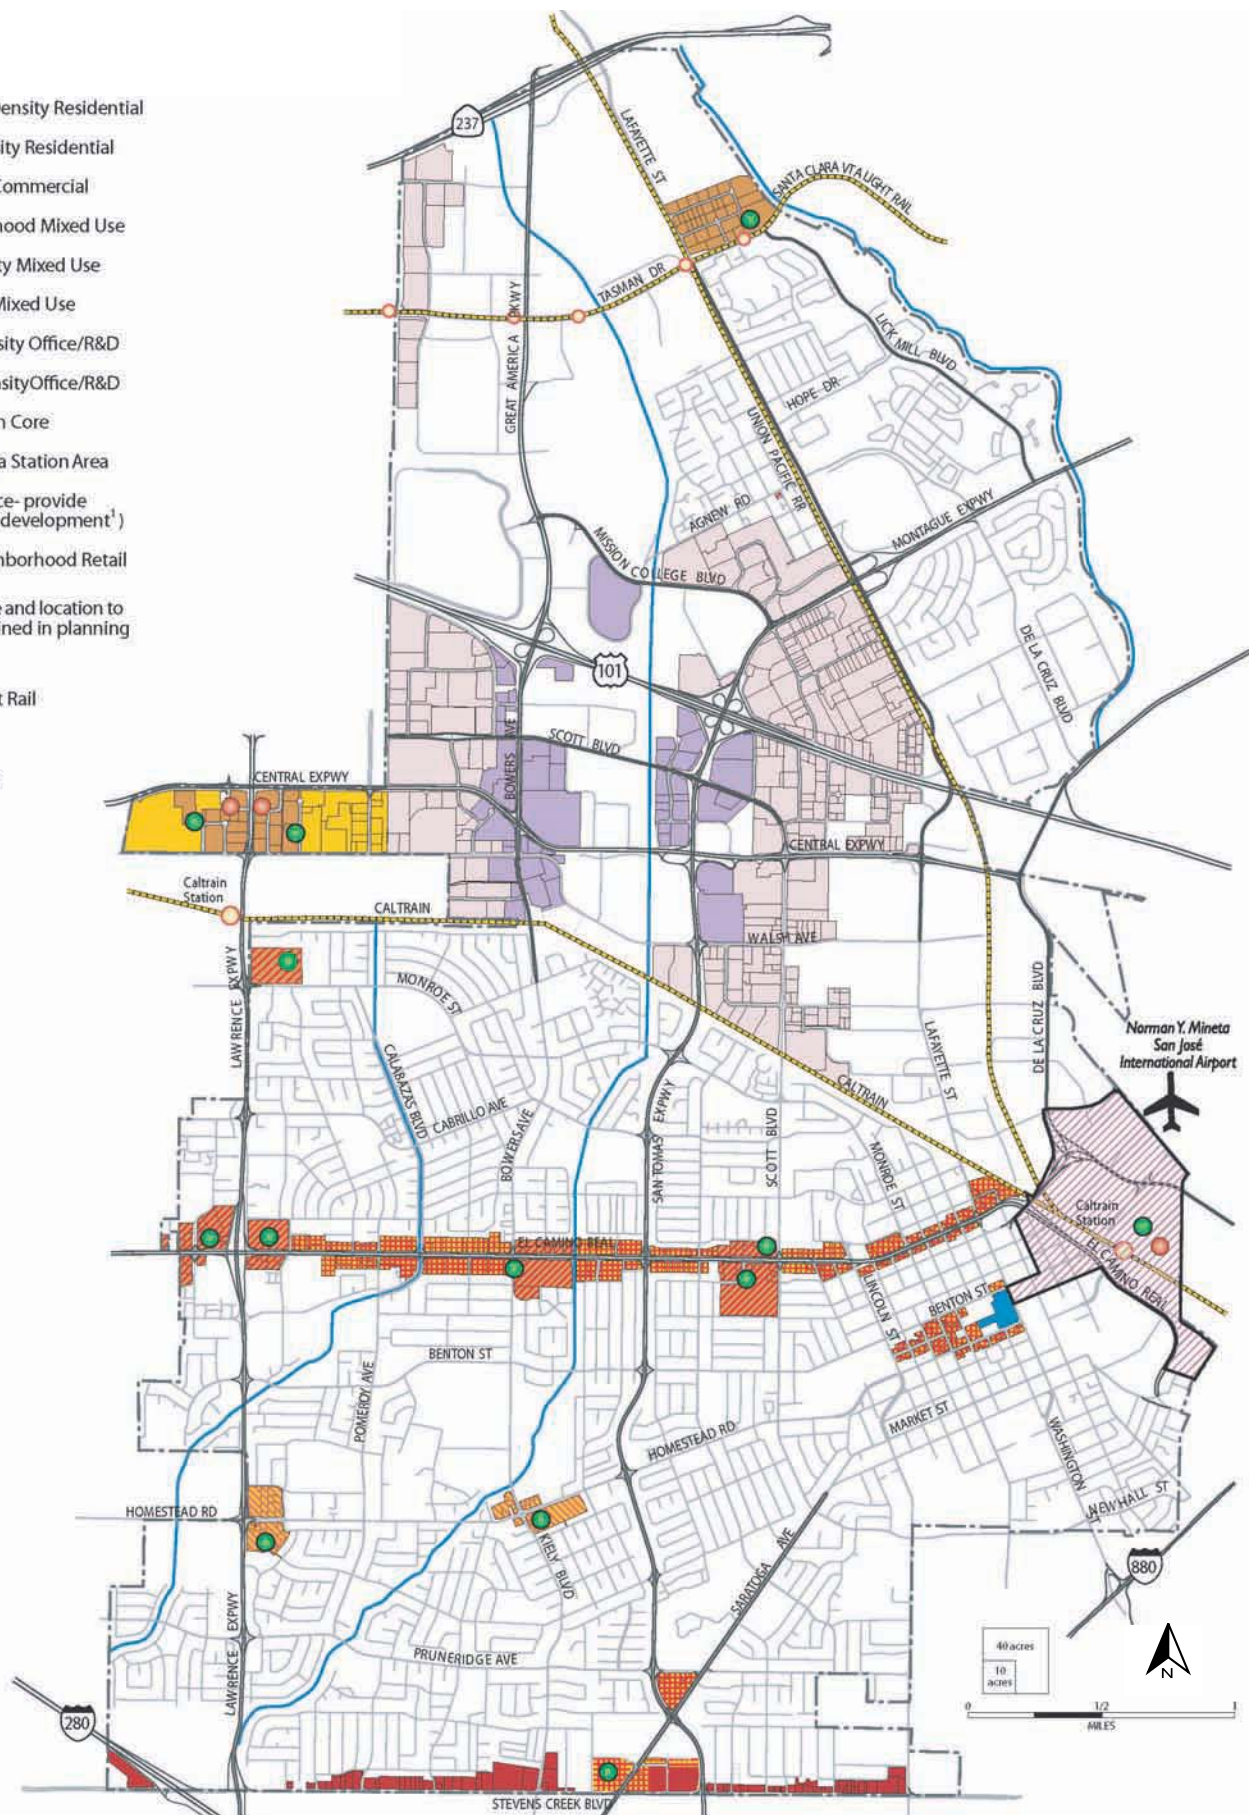 ensity Residential
ity Residential
Commercial
hood Mixed Use
ty Mixed Use
Mixed Use
sity Office/R&D
nsityOffice/R&D
n Core
a Station Area
ce- provide
development¹)
hborhood Retail
e and location to
ined in planning
t Rail
237
LAFAYETTE ST
SANTA CLARA VTA LIGHT RAIL
TASMAN DR
GREAT AMERICA PKWY
LICK MILL BLVD
HOPE DR
UNION PACIFIC RR
AGNEW RD
MONTAGUE EXPWY
MISSION COLLEGE BLVD
DE LA CRUZ BLVD
101
BOWERS AVE
SCOTT BLVD
CENTRAL EXPWY
CENTRAL EXPWY
Caltrain
Station
CALTRAIN
WALSH AVE
LAWRENCE EXPWY
MONROE ST
DE LA CRUZ BLVD
Norman Y. Mineta
San José
International Airport
CALABAZAS BLVD
CABRILLO AVE
BOWERS AVE
SAN TOMAS EXPWY
SCOTT BLVD
CALTRAIN
LAFAYETTE ST
MONROE ST
Caltrain
Station
EL CAMINO REAL
EL CAMINO REAL
LINCOLN ST
BENTON ST
BENTON ST
POMEROY AVE
MARKET ST
HOMESTEAD RD
WASHINGTON ST
NEWHALL ST
HOMESTEAD RD
KIELY BLVD
SARATOGA AVE
880
LAWRENCE EXPWY
PRUNERIDGE AVE
40 acres
10
acres
N
0 1/2 1
MILES
280
STEVENS CREEK BLVD